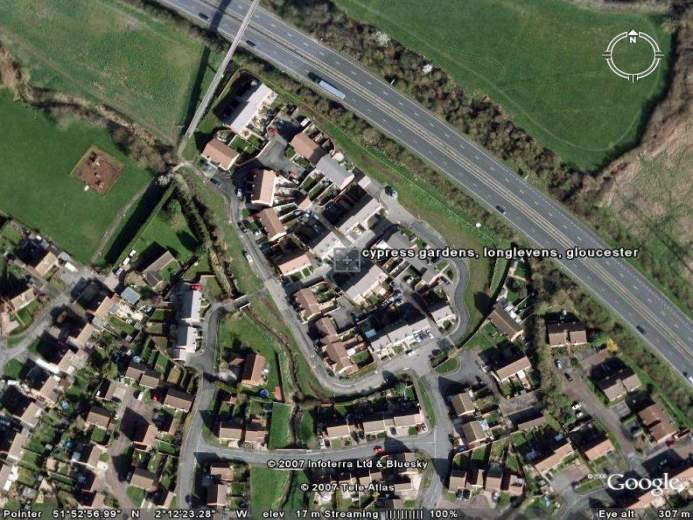 N
cypress gardens, longlevens, gloucester
© 2007 Infoterra Ltd & Bluesky
© 2007 Tele Atlas
Google
Pointer 51°52'56.99" N 2°12'23.28" W elev 17 m Streaming |||||||||| 100% Eye alt 307 m